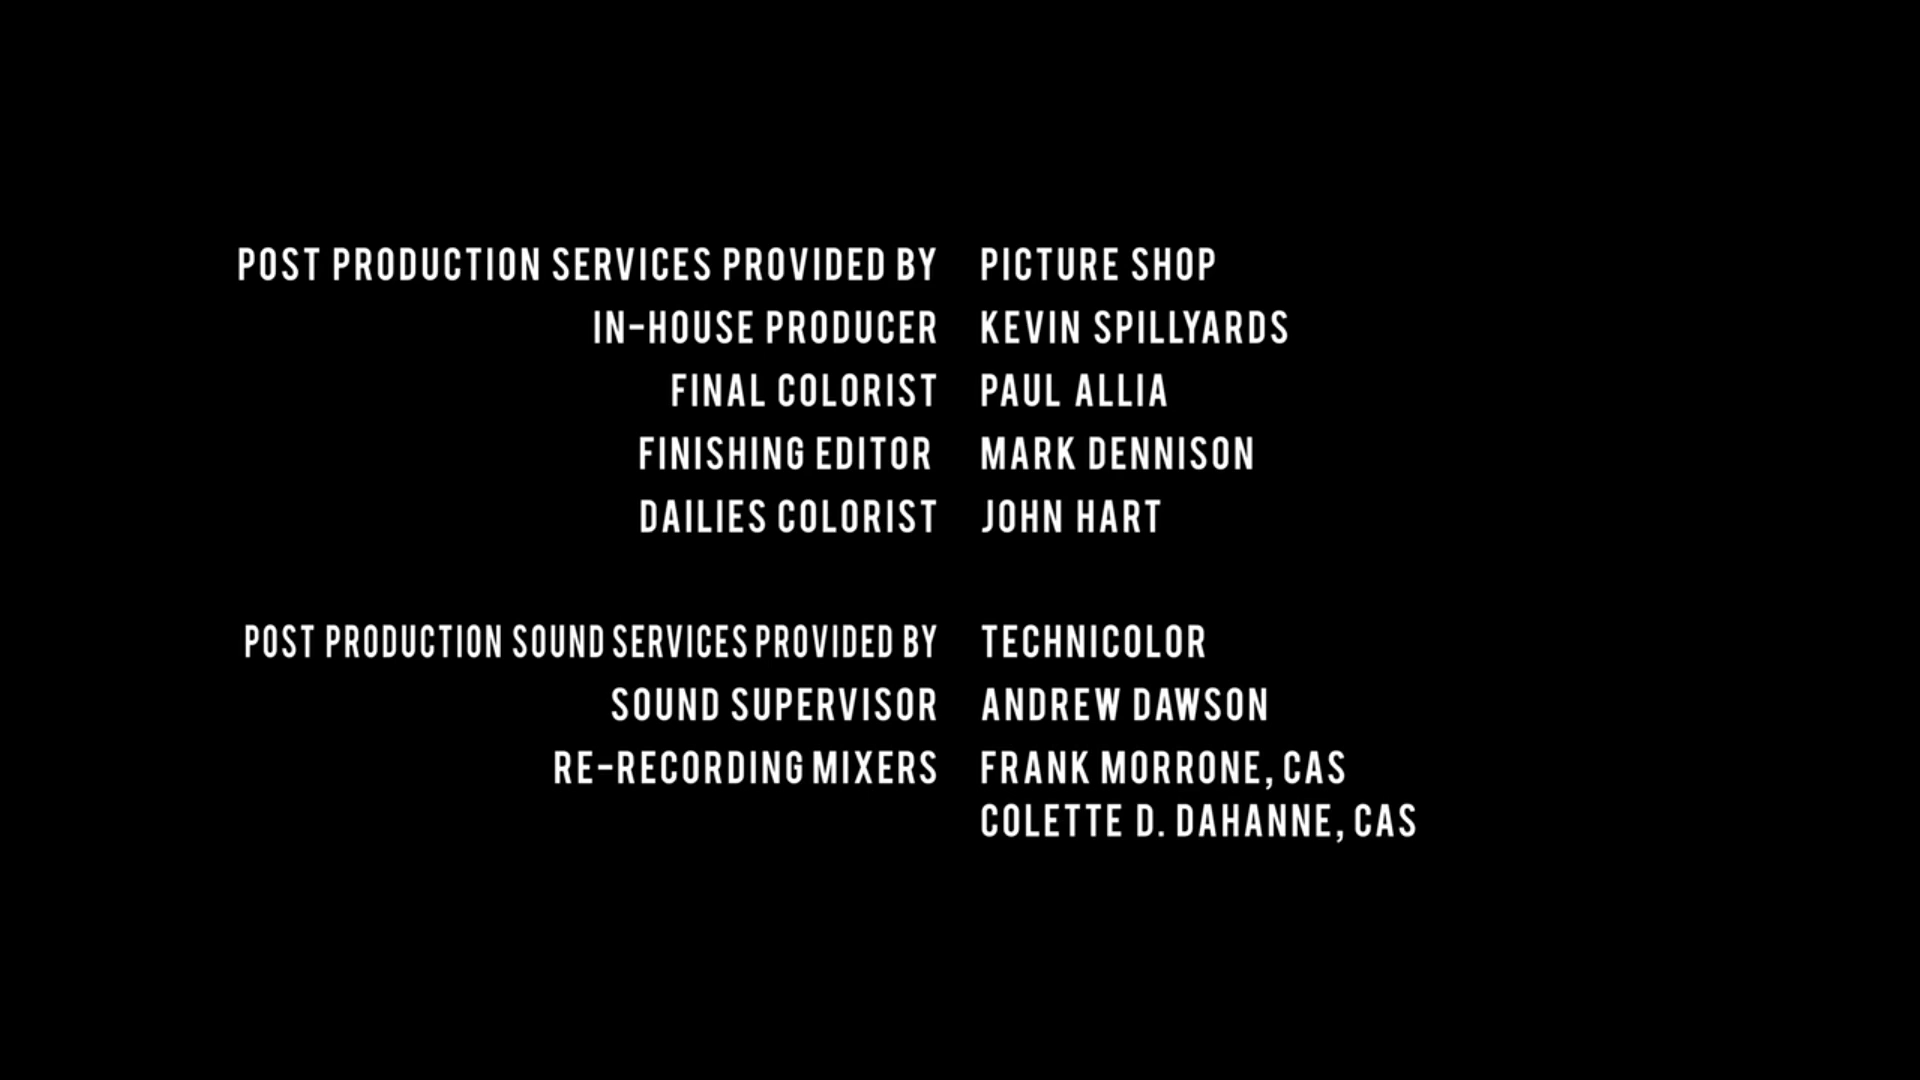 POST PRODUCTION SERVICES PROVIDED BY PICTURE SHOP
IN-HOUSE PRODUCER KEVIN SPILLYARDS
FINAL COLORIST PAUL ALLIA
FINISHING EDITOR MARK DENNISON
DAILIES COLORIST JOHN HART
POST PRODUCTION SOUND SERVICES PROVIDED BY TECHNICOLOR
SOUND SUPERVISOR ANDREW DAWSON
RE-RECORDING MIXERS FRANK MORRONE, CAS
COLETTE D. DAHANNE, CAS